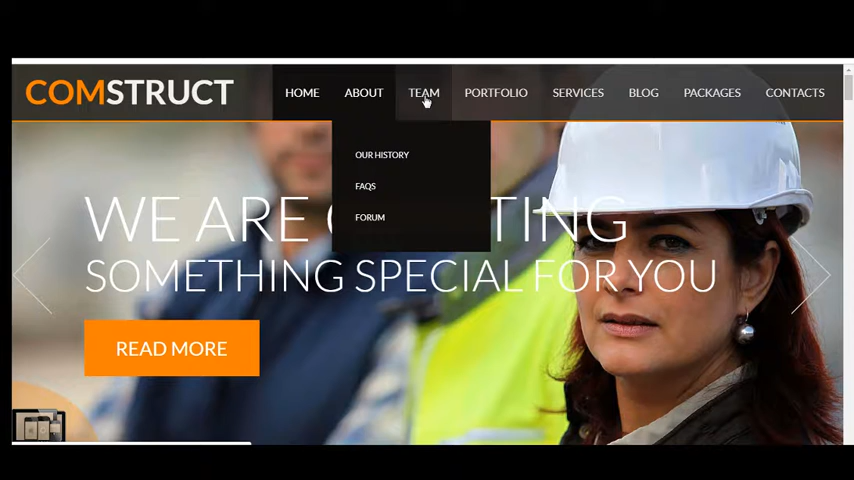 COMSTRUCT
HOME ABOUT TEAM PORTFOLIO SERVICES BLOG PACKAGES CONTACTS
OUR HISTORY
FAQS
FORUM
WE ARE TING
SOMETHING SPECIAL FOR YOU
READ MORE